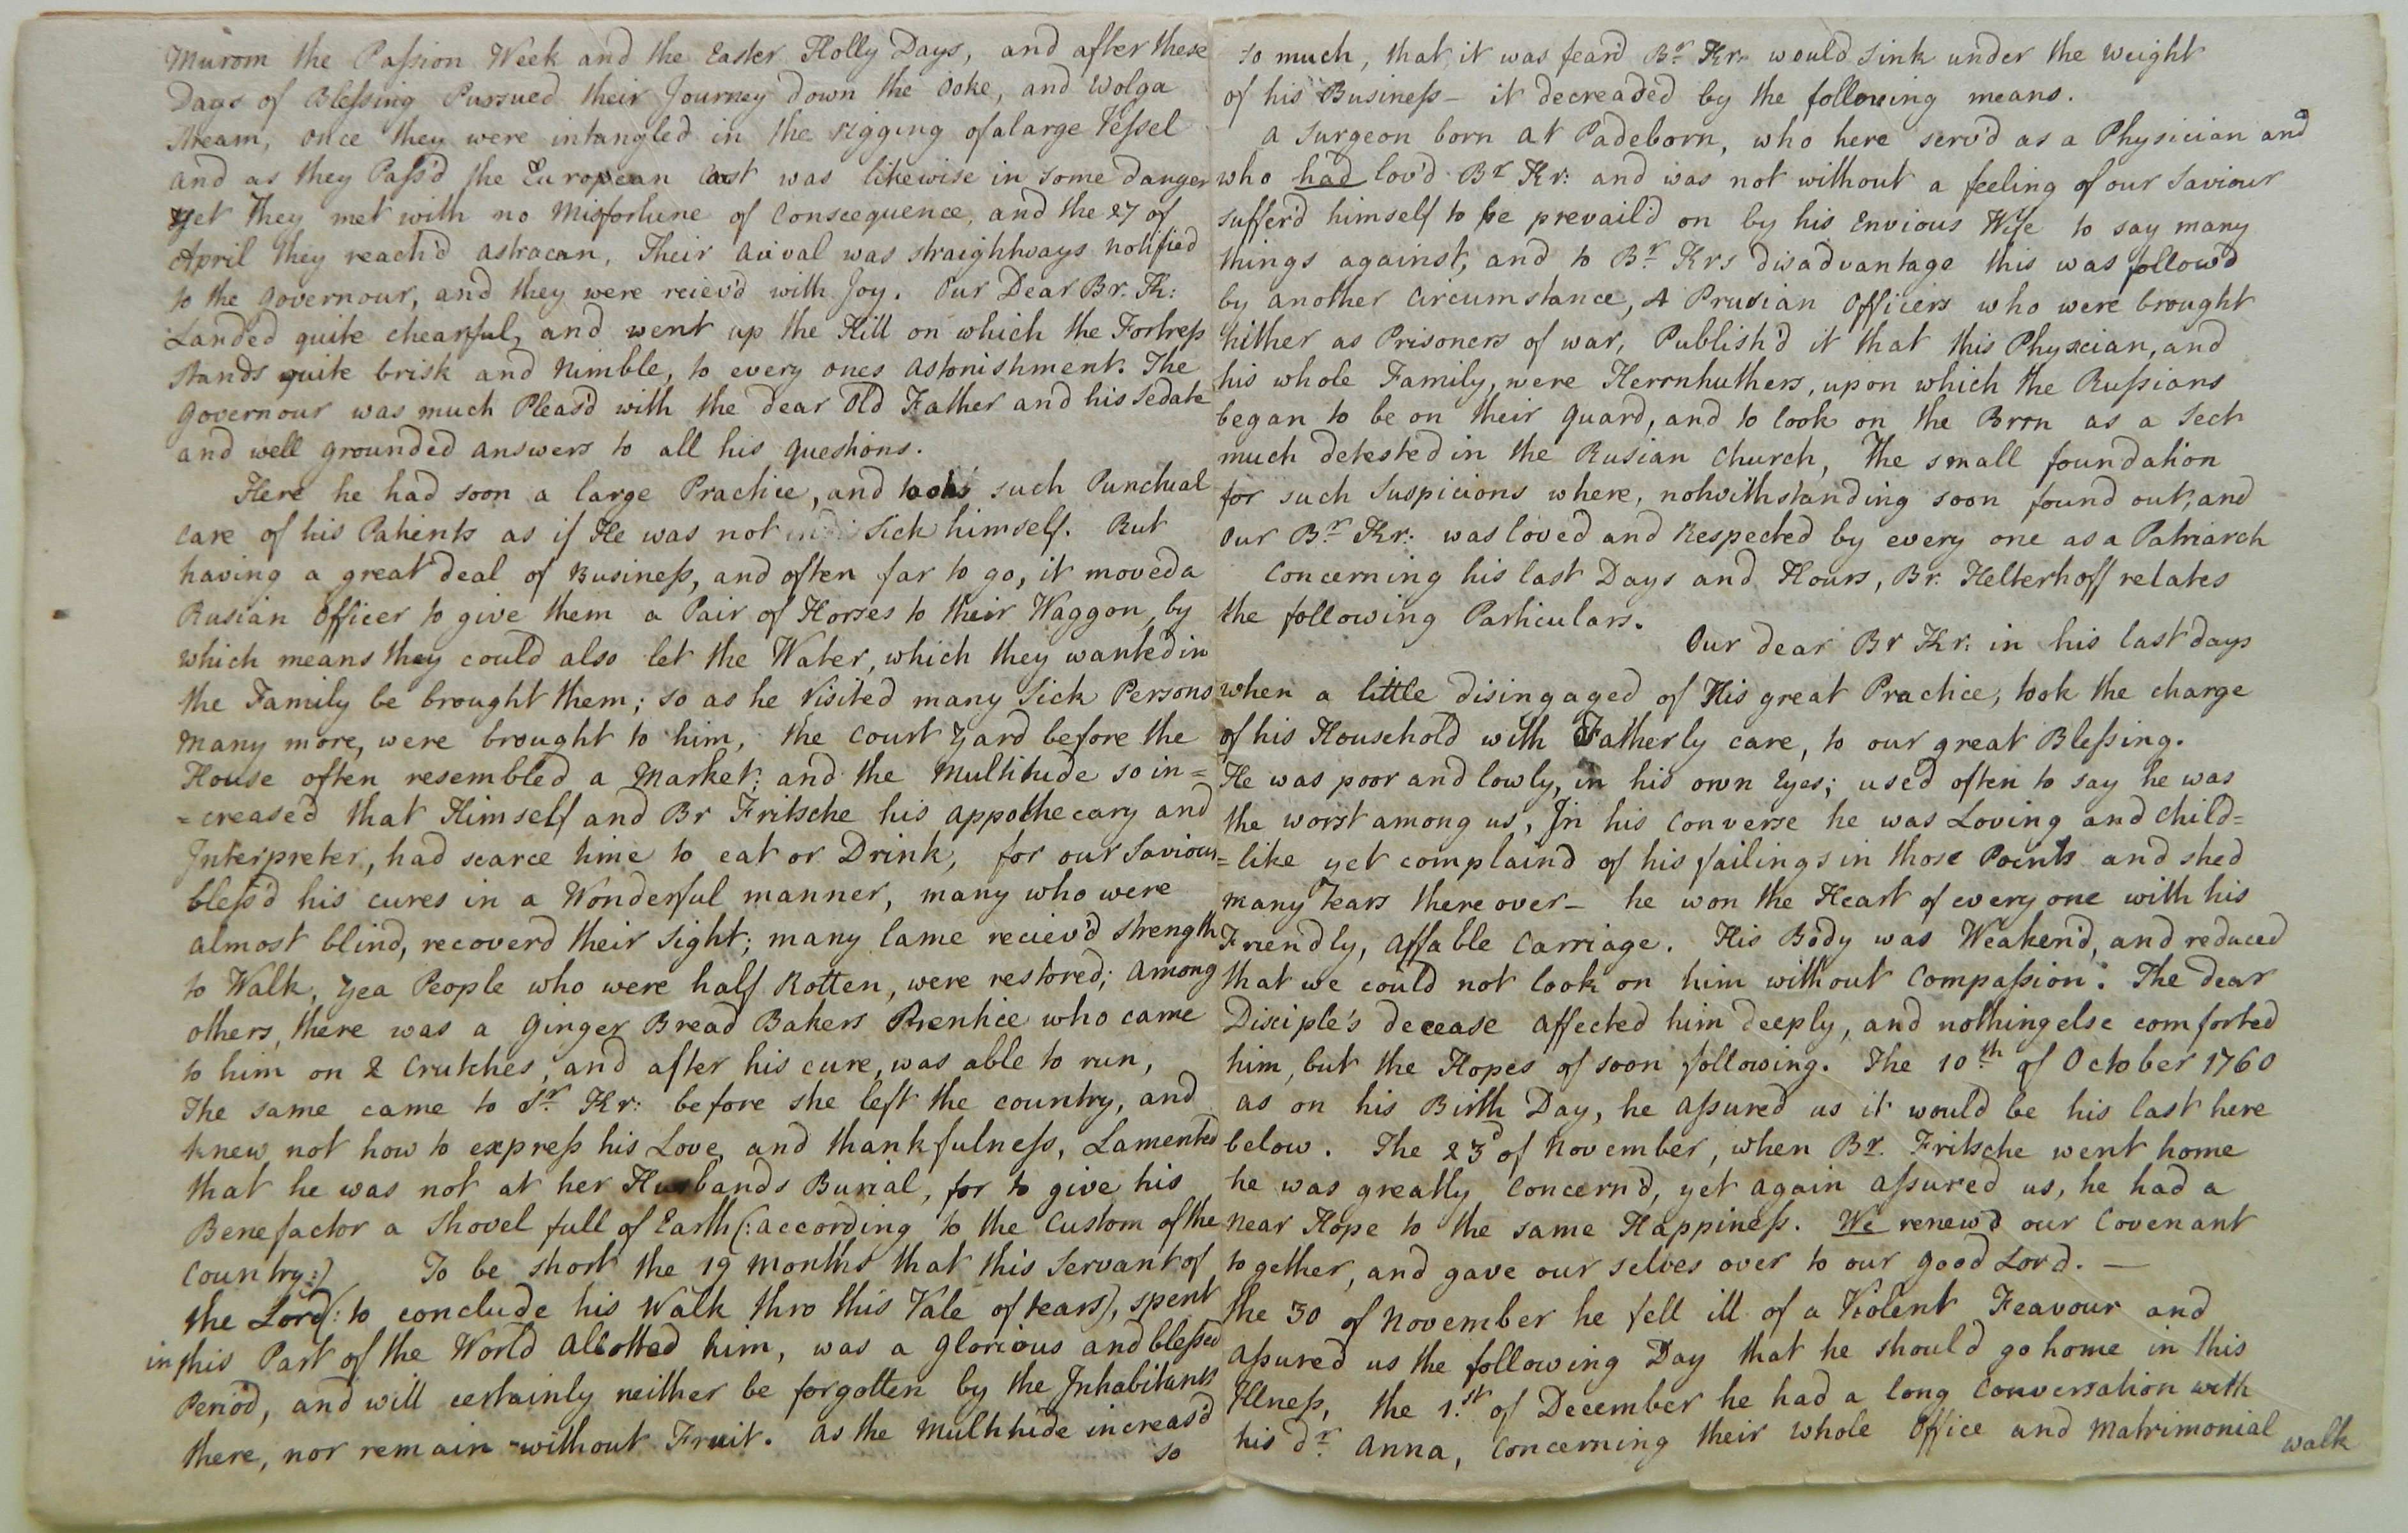 Murom the Paſsion Week and the Easter Holly Days, and after these
Days of Bleſsing Pursued their Journey down the Ooke, and Wolga
stream, once they were intangled in the rigging of a large Veſsel
and as they Paſs'd the European coast was likewise in some danger
yet they met with no Misfortune of Conseequence, and the 27 of
April they reach'd astracan, Their arival was straightways notified
to the Governour, and they were reciev'd with Joy. Our Dear Br. Kr:
Landed quite chearful, and went up the Hill on which the Fortreſs
stands quite brisk and Nimble, to every ones astonishment. The
Governour was much Pleas'd with the dear Old Father and his sedate
and well grounded answers to all his questions.
Here he had soon a large Practice, and took such Punctual
care of his Patients as if He was not Sick himself. But
having a great deal of Busineſs, and often far to go, it moved a
Rusian Officer to give them a Pair of Horses to their Waggon, by
which means they could also let the Water, which they wanted in
the Family be brought them; so as he visited many Sick Persons
many more, were brought to him, the Court Yard before the
House often resembled a Market: and the Multitude so in=
=creased that Himself and Br Fritsche his appothecary and
Interpreter, had scarce time to eat or Drink, for our Saviour
bleſs'd his cures in a Wonderful manner, many who were
almost blind, recoverd their Sight; many lame reciev'd strength
to Walk, yea People who were half Rotten, were restored; among
others, there was a Ginger Bread Bakers Prentice who came
to him on 2 Crutches, and after his cure, was able to run,
The same came to Sr. Kr: before she left the country, and
knew not how to expreſs his Love, and thankfulneſs, Lamented
that he was not at her Husbands Burial, for to give his
Benefactor a Shovel full of Earth (: according to the Custom of the
Country :) To be short the 19 Months that this Servant of
the Lord (: to conclude his Walk thro this Vale of tears), spent
in this Part of the World allotted him, was a Glorious and bleſsed
Period, and will certainly neither be forgotten by the Inhabitants
there, nor remain without Fruit. as the Multitude increas'd
so
so much, that it was fear'd Br. Kr. would sink under the weight
of his Busineſs – it decreased by the following means.
A Surgeon born at Padeborn, who here serv'd as a Physician and
who had lov'd Br Kr: and was not without a feeling of our Saviour
suffer'd himself to be prevail'd on by his Envious Wife to say many
things against, and to Br. Krs disadvantage this was follow'd
by another Circumstance, A Prusian Officers who were brought
hither as Prisoners of war, Publish'd it that this Physcian, and
his whole Family, were Herrnhuthers, upon which the Ruſsians
began to be on their guard, and to look on the Brrn as a Sect
much detested in the Rusian Church, The small foundation
for such Suspicions where, nohwithstanding soon found out, and
Our Br. Kr: was loved and Respected by every one as a Patriarch
Concerning his last Days and Hours, Br. Helterhoff relates
the following Particulars.
Our dear Br Kr: in his last days
when a little disingaged of His great Practice, took the charge
of his Household with Fatherly care, to our great Bleſsing.
He was poor and lowly, in his own Eyes; used often to say he was
the worst among us, In his Converse he was Loving and Child=
=like yet complaind of his failings in those Points and shed
many Tears there over – he won the Heart of every one with his
Friendly, affable Carriage. His Body was Weaken'd, and reduced
that we could not look on him without Compaſsion. The dear
Disciple's decease affected him deeply, and nothing else comforted
him, but the Hopes of soon following. The 10th of October 1760
as on his Birth Day, he aſsured us it would be his last here
below. The 23d of November, when Br. Fritsche went home
he was greatly Concern'd, yet again aſsured us, he had a
near Hope to the same Happineſs. We renew'd our Covenant
together, and gave our selves over to our good Lord. —
the 30 of November he fell ill of a Violent Feavour and
aſsured us the following Day that he should go home in this
Illneſs, the 1.st of December he had a long Conversation with
his dr. Anna, Concerning their whole Office and Matrimonial
walk